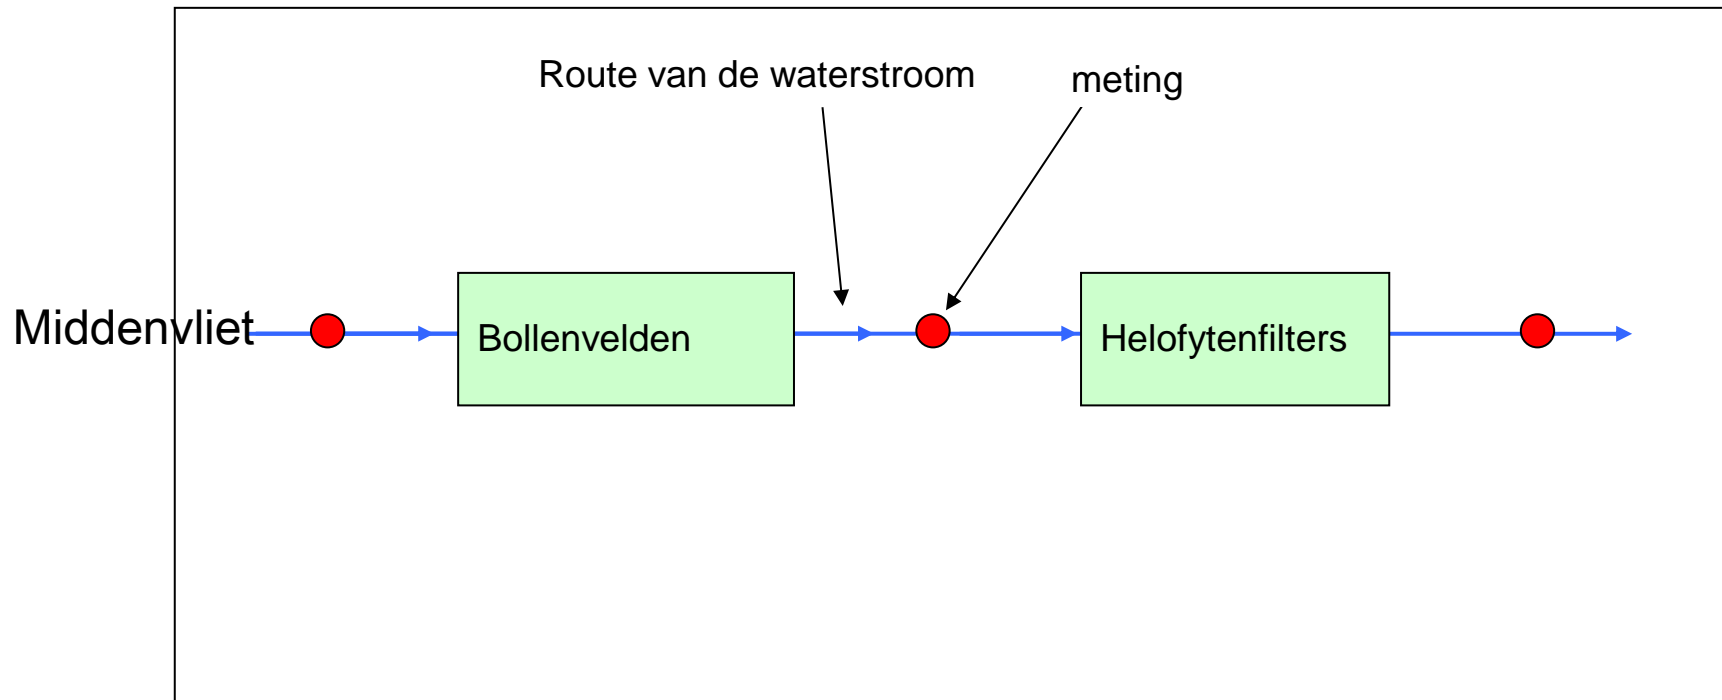 Route van de waterstroom
meting
Middenvliet
Bollenvelden
Helofytenfilters